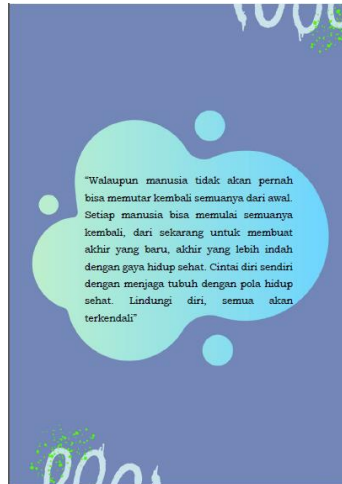 “Walaupun manusia tidak akan pernah
bisa memutar kembali semuanya dari awal.
Setiap manusia bisa memulai semuanya
kembali, dari sekarang untuk membuat
akhir yang baru, akhir yang lebih indah
dengan gaya hidup sehat. Cintai diri sendiri
dengan menjaga tubuh dengan pola hidup
sehat. Lindungi diri, semua akan
terkendali”